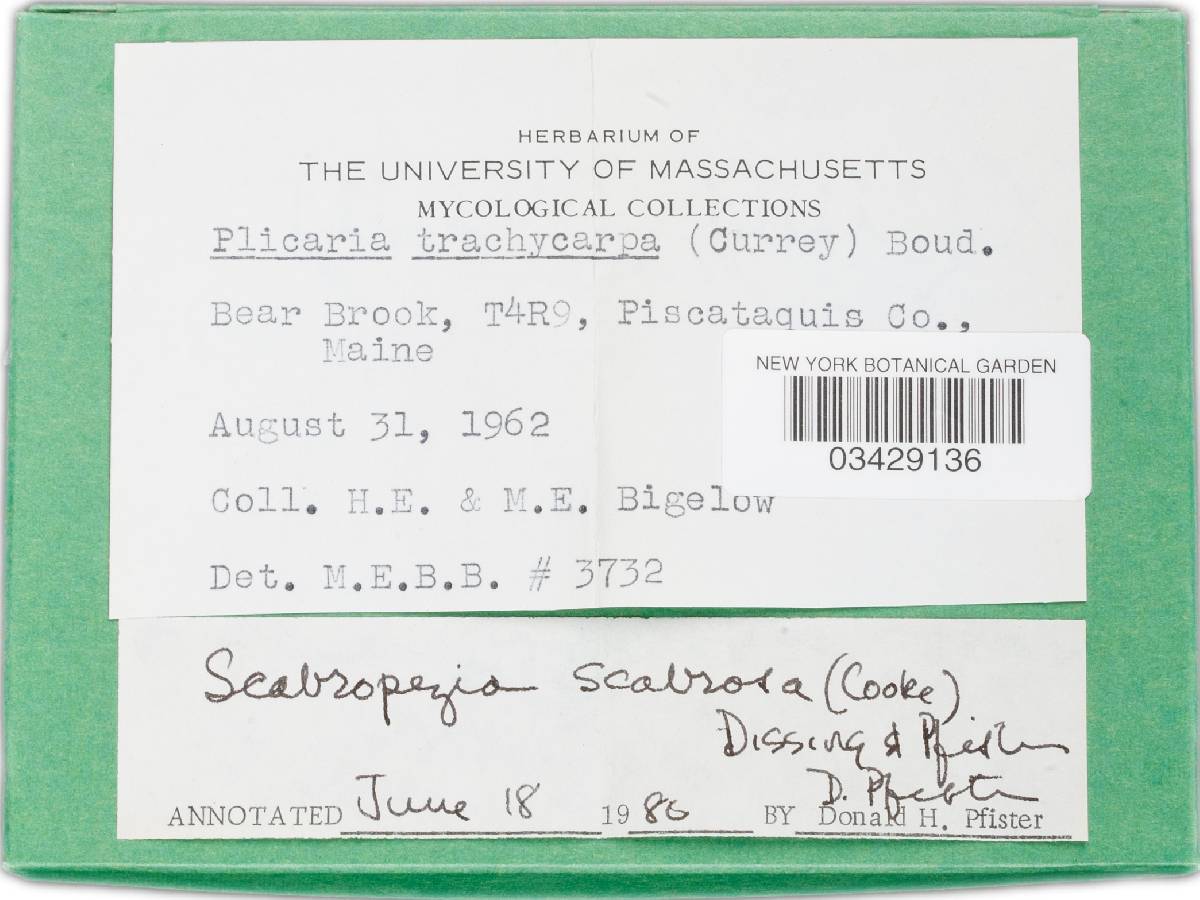 HERBARIUM OF
THE UNIVERSITY OF MASSACHUSETTS
MYCOLOGICAL COLLECTIONS
Plicaria trachycarpa (Currey) Boud.
Bear Brook, T4R9, Piscataquis Co.,
Maine
NEW YORK BOTANICAL GARDEN
03429136
August 31, 1962
Coll. H.E. & M.E. Bigelow
Det. M.E.B.B. # 3732
Scabropezia scabrosa (Cooke)
Dissing & Pfister
D. Pfister
ANNOTATED June 18 1980 BY Donald H. Pfister